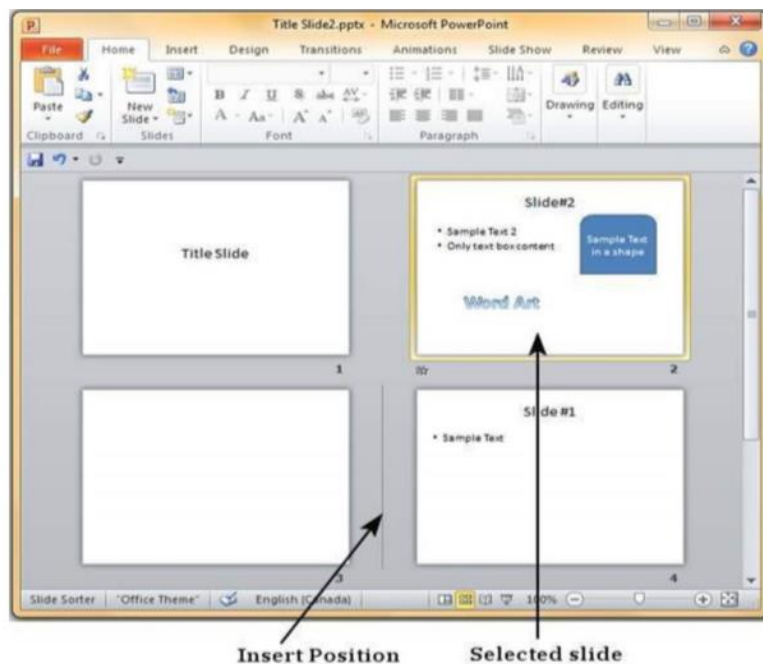 Title Slide2.pptx - Microsoft PowerPoint
File Home Insert Design Transitions Animations Slide Show Review View
Paste
New Slide
B I U S abc AV
A Aa A A
Drawing Editing
Clipboard Slides Font Paragraph
Title Slide
1
Slide#2
• Sample Text 2
• Only text box content
Sample Text
in a shape
Word Art
2
3
Slide #1
• Sample Text
4
Slide Sorter "Office Theme" English (Canada) 100%
Insert Position Selected slide